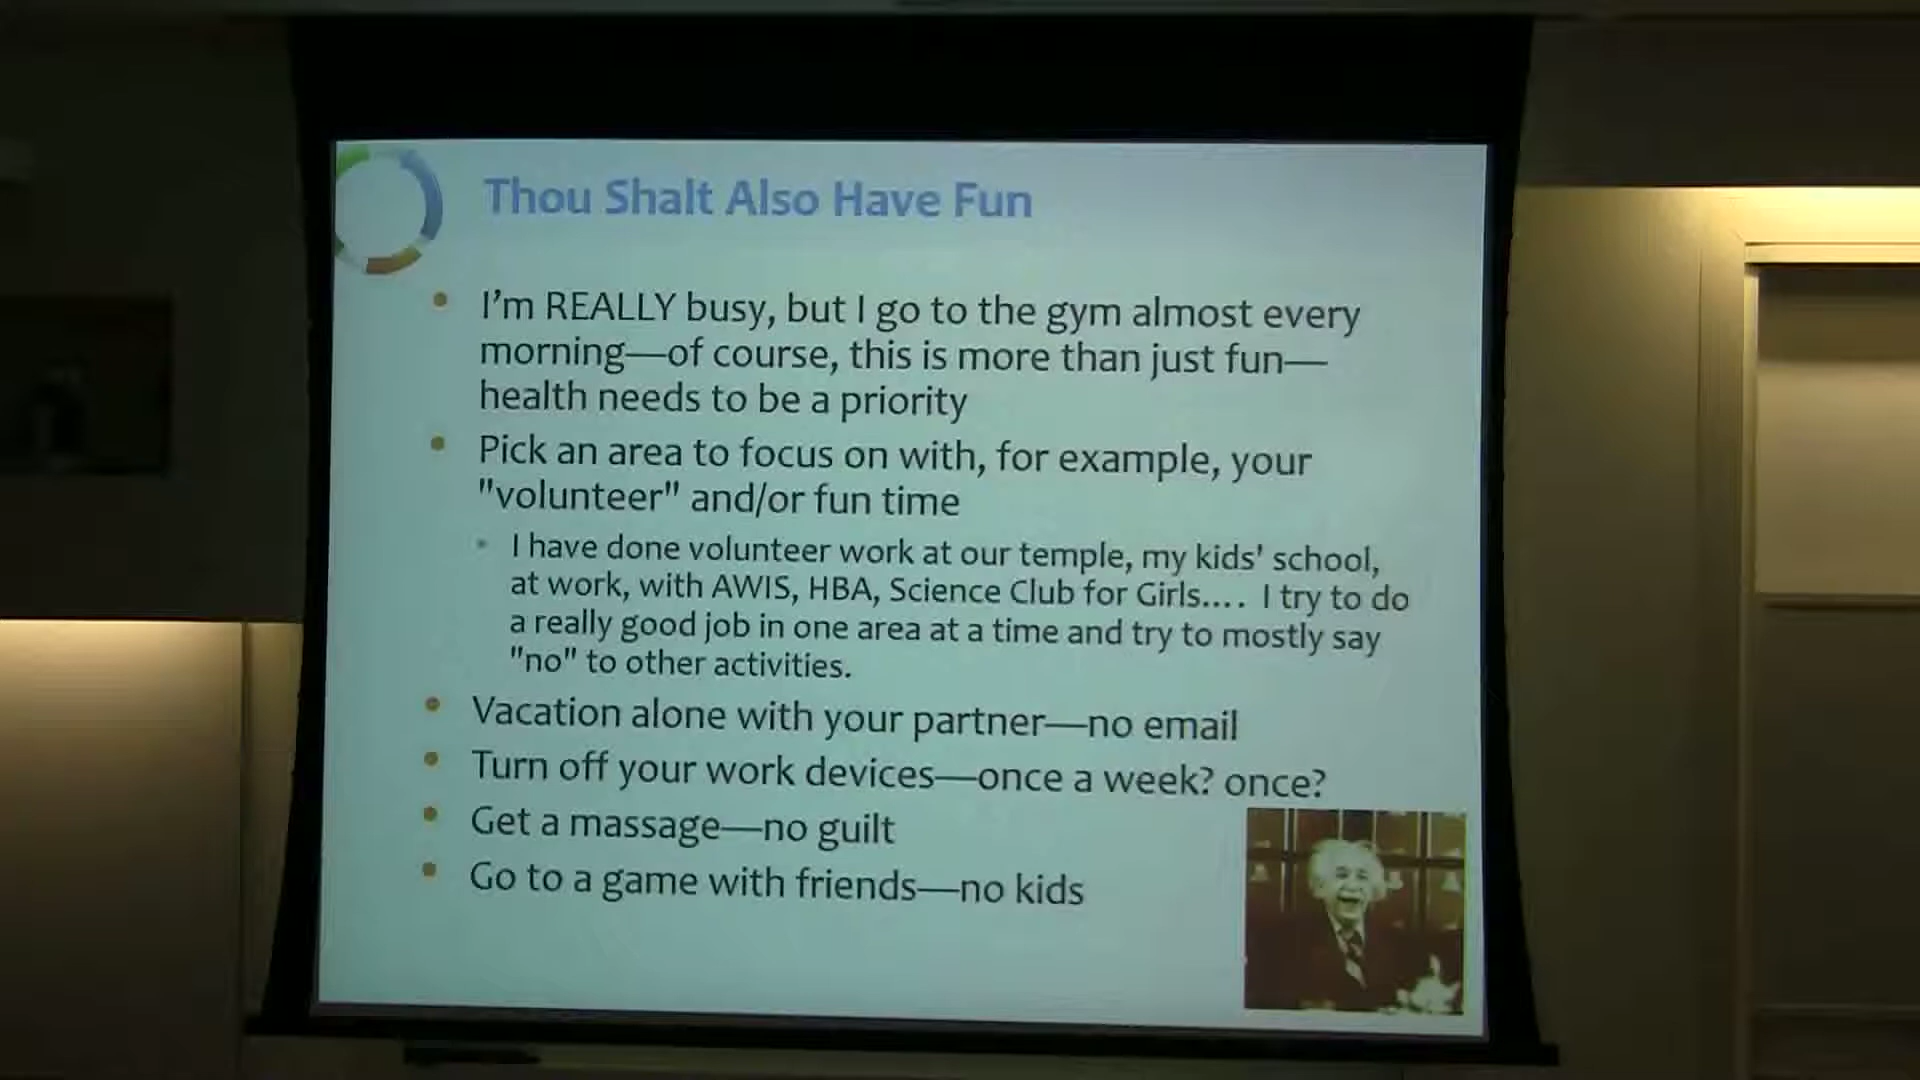 Thou Shalt Also Have Fun
I'm REALLY busy, but I go to the gym almost every
morning—of course, this is more than just fun—
health needs to be a priority
Pick an area to focus on with, for example, your
"volunteer" and/or fun time
I have done volunteer work at our temple, my kids' school,
at work, with AWIS, HBA, Science Club for Girls.... I try to do
a really good job in one area at a time and try to mostly say
"no" to other activities.
Vacation alone with your partner—no email
Turn off your work devices—once a week? once?
Get a massage—no guilt
Go to a game with friends—no kids